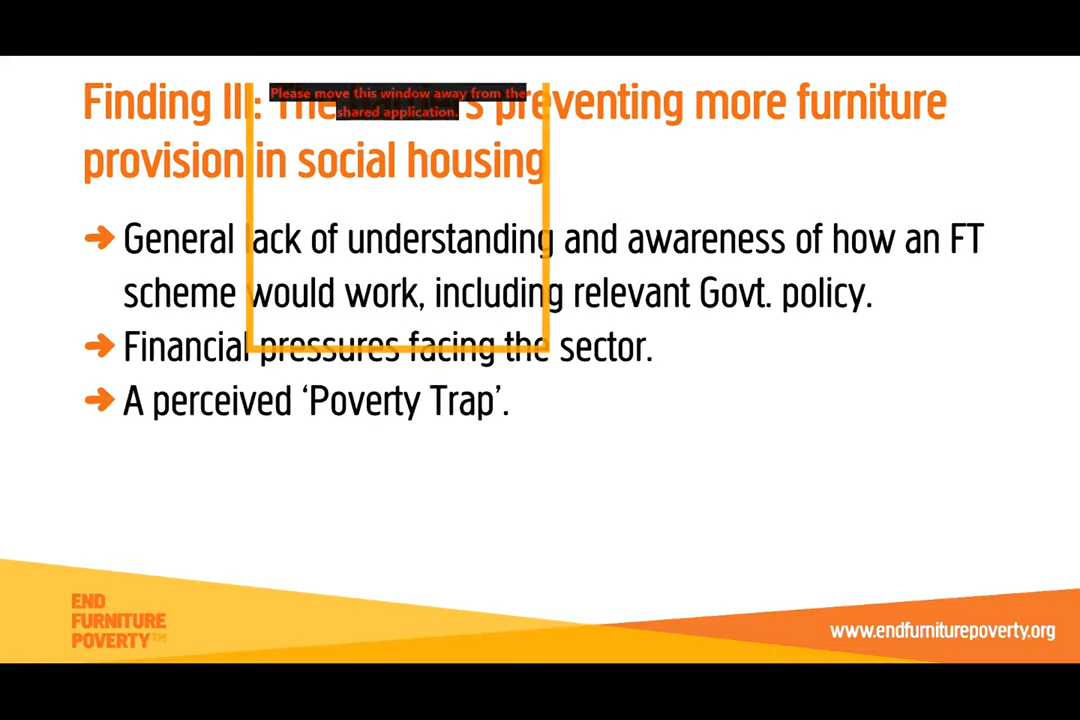 Finding III: The preventing more furniture
Please move this window away from the
shared application.
provision in social housing
General lack of understanding and awareness of how an FT
scheme would work, including relevant Govt. policy.
Financial pressures facing the sector.
A perceived ‘Poverty Trap’.
END
FURNITURE
POVERTY™
www.endfurniturepoverty.org